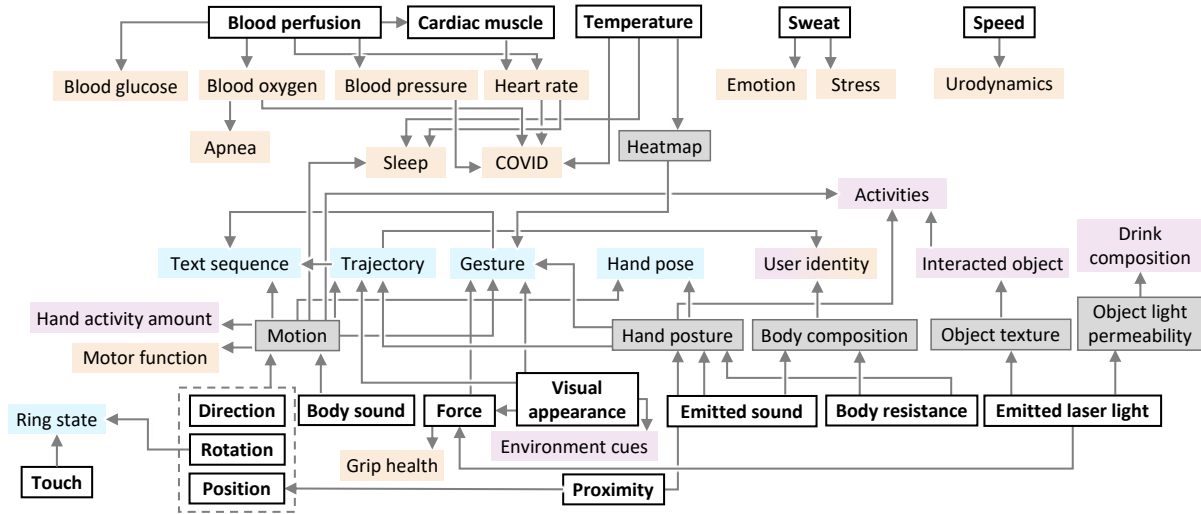 Blood perfusion
Cardiac muscle
Temperature
Sweat
Speed
Blood glucose
Blood oxygen
Blood pressure
Heart rate
Emotion
Stress
Urodynamics
Apnea
Sleep
COVID
Heatmap
Activities
Text sequence
Trajectory
Gesture
Hand pose
User identity
Interacted object
Drink
composition
Hand activity amount
Motion
Hand posture
Body composition
Object texture
Object light
permeability
Motor function
Direction
Body sound
Force
Visual
appearance
Emitted sound
Body resistance
Emitted laser light
Ring state
Rotation
Environment cues
Grip health
Touch
Position
Proximity